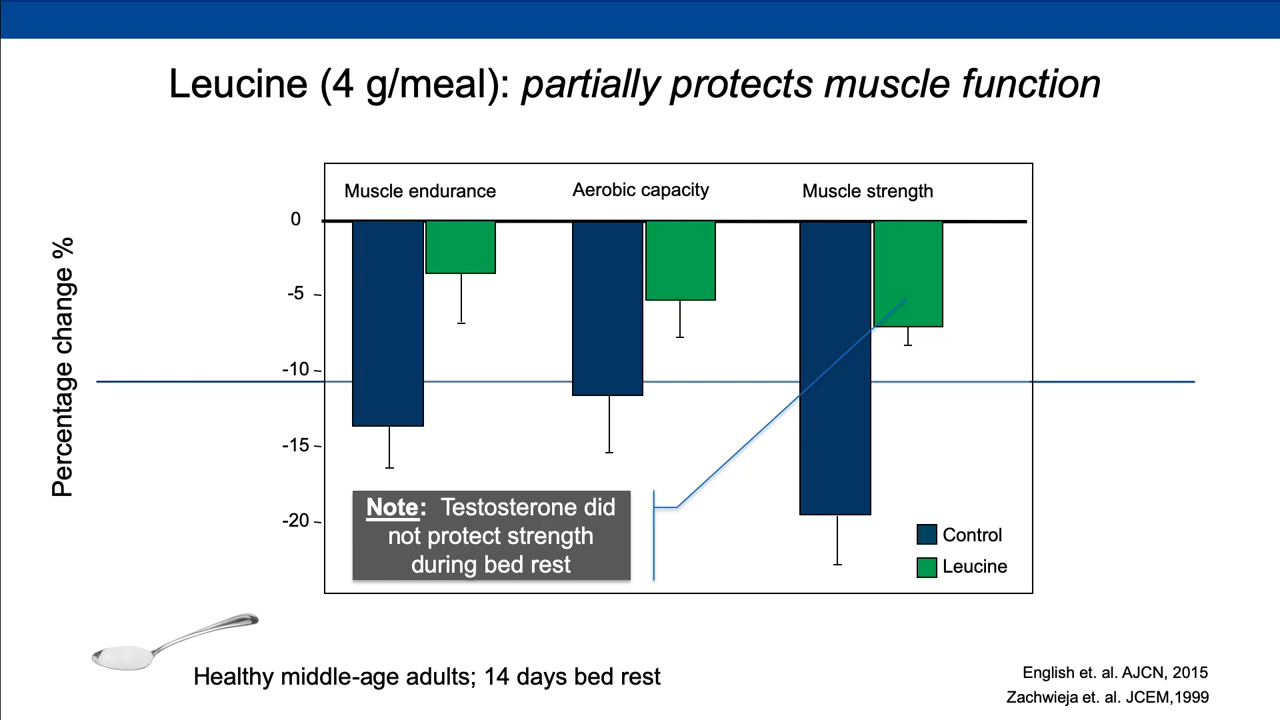 Leucine (4 g/meal): partially protects muscle function
Muscle endurance
Aerobic capacity
Muscle strength
Percentage change %
0
-5
-10
-15
-20
Note: Testosterone did
not protect strength
during bed rest
Control
Leucine
Healthy middle-age adults; 14 days bed rest
English et. al. AJCN, 2015
Zachwieja et. al. JCEM,1999